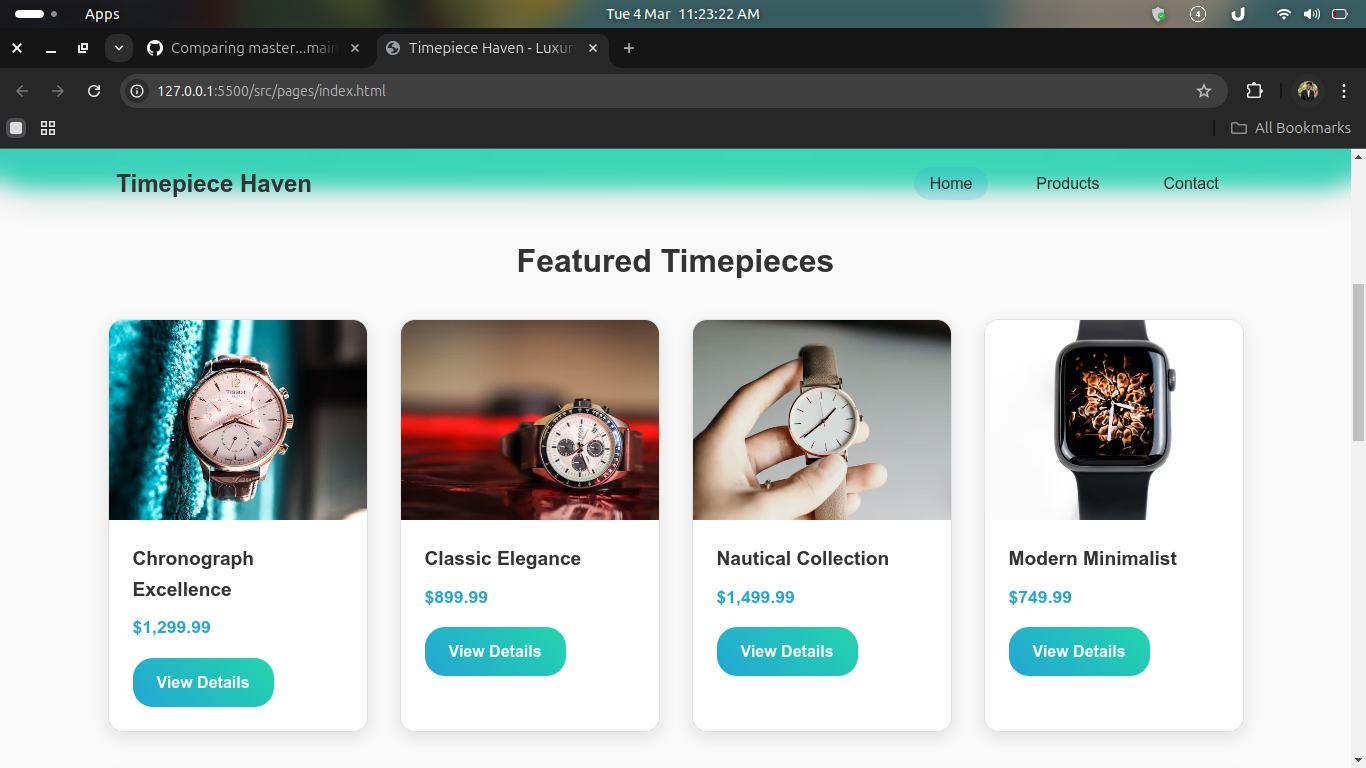 Apps
Tue 4 Mar 11:23:22 AM
4
Comparing master...main
Timepiece Haven - Luxur
127.0.0.1:5500/src/pages/index.html
All Bookmarks
Timepiece Haven
Home
Products
Contact
Featured Timepieces
TISSOT
Chronograph
Excellence
$1,299.99
View Details
Classic Elegance
$899.99
View Details
Nautical Collection
$1,499.99
View Details
Modern Minimalist
$749.99
View Details